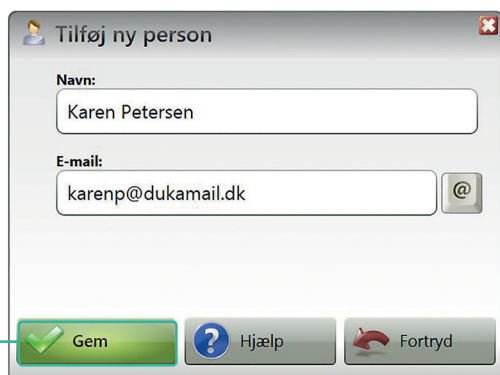 Tilføj ny person
Navn:
Karen Petersen
E-mail:
karenp@dukamail.dk
@
Gem
Hjælp
Fortryd